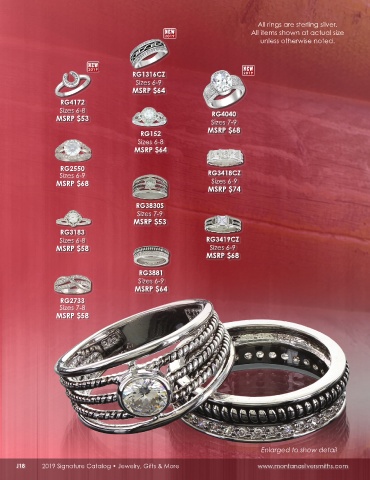 All rings are sterling silver.
All items shown at actual size
unless otherwise noted.
NEW
2019
RG1316CZ
Sizes 6-9
MSRP $64
NEW
2019
RG4172
Sizes 6-8
MSRP $53
NEW
2019
RG4040
Sizes 7-9
MSRP $68
RG152
Sizes 6-8
MSRP $64
RG2550
Sizes 6-9
MSRP $68
RG3418CZ
Sizes 6-9
MSRP $74
RG3830S
Sizes 7-9
MSRP $53
RG3183
Sizes 6-8
MSRP $58
RG3419CZ
Sizes 6-9
MSRP $68
RG3881
Sizes 6-9
MSRP $64
RG2733
Sizes 7-8
MSRP $58
Enlarged to show detail
J18 2019 Signature Catalog • Jewelry, Gifts & More www.montanasilversmiths.com